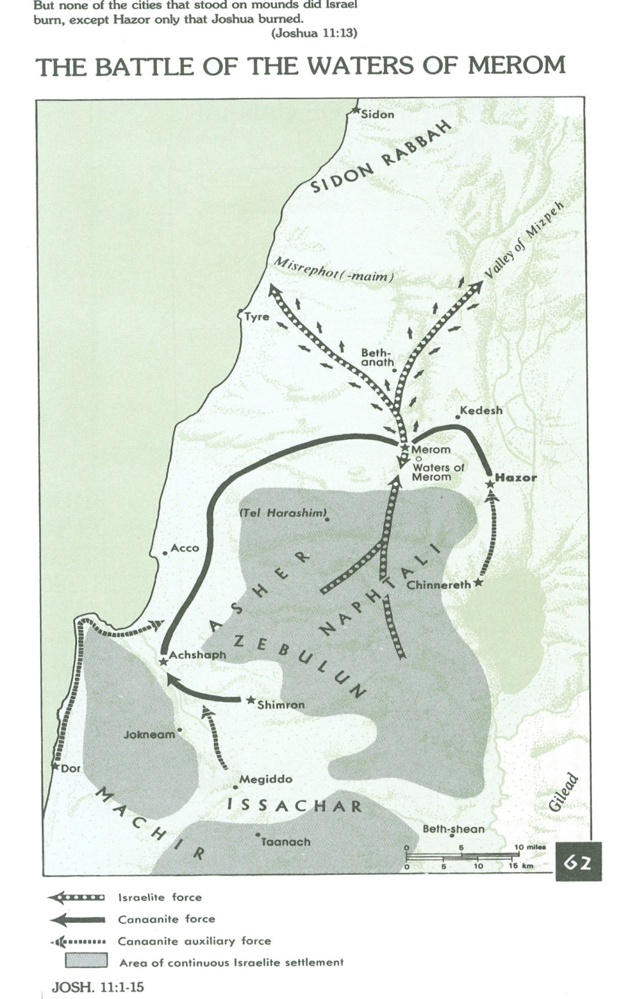 But none of the cities that stood on mounds did Israel
burn, except Hazor only that Joshua burned.
(Joshua 11:13)
THE BATTLE OF THE WATERS OF MEROM
Sidon
SIDON RABBAH
Valley of Mizpeh
Misrephot (-maim)
Tyre
Beth-
anath
Kedesh
Merom
Waters of
Merom
Hazor
(Tel Harashim)
Acco
ASHER
NAPHTALI
Chinnereth
ZEBULUN
Achshaph
Shimron
Jokneam
Dor
Megiddo
MACHIR
ISSACHAR
Gilead
Beth-shean
Taanach
0 5 10 miles
0 5 10 15 km
62
Israelite force
Canaanite force
Canaanite auxiliary force
Area of continuous Israelite settlement
JOSH. 11:1-15